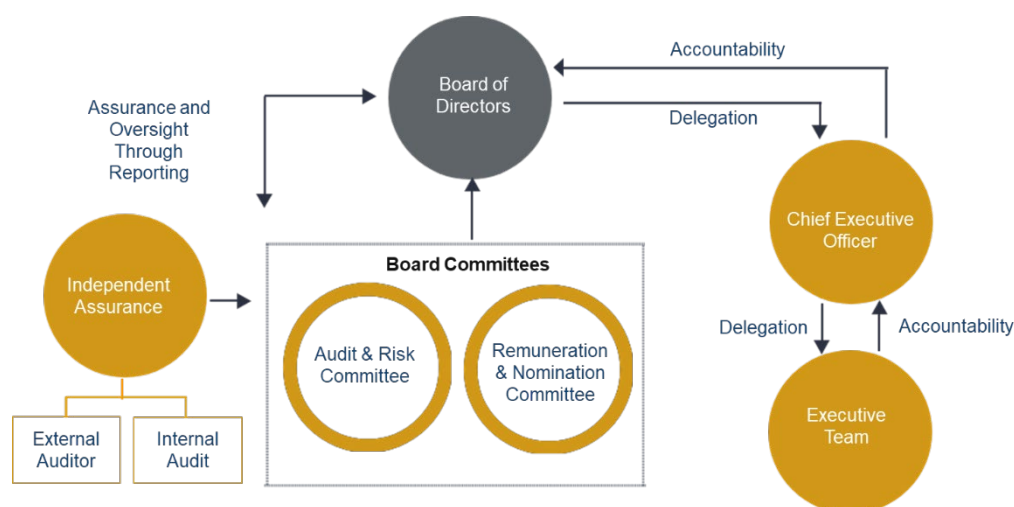 Board of
Directors
Accountability
Delegation
Assurance and
Oversight
Through
Reporting
Chief Executive
Officer
Independent
Assurance
Board Committees
Audit & Risk
Committee
Remuneration
& Nomination
Committee
Delegation
Accountability
Executive
Team
External
Auditor
Internal
Audit